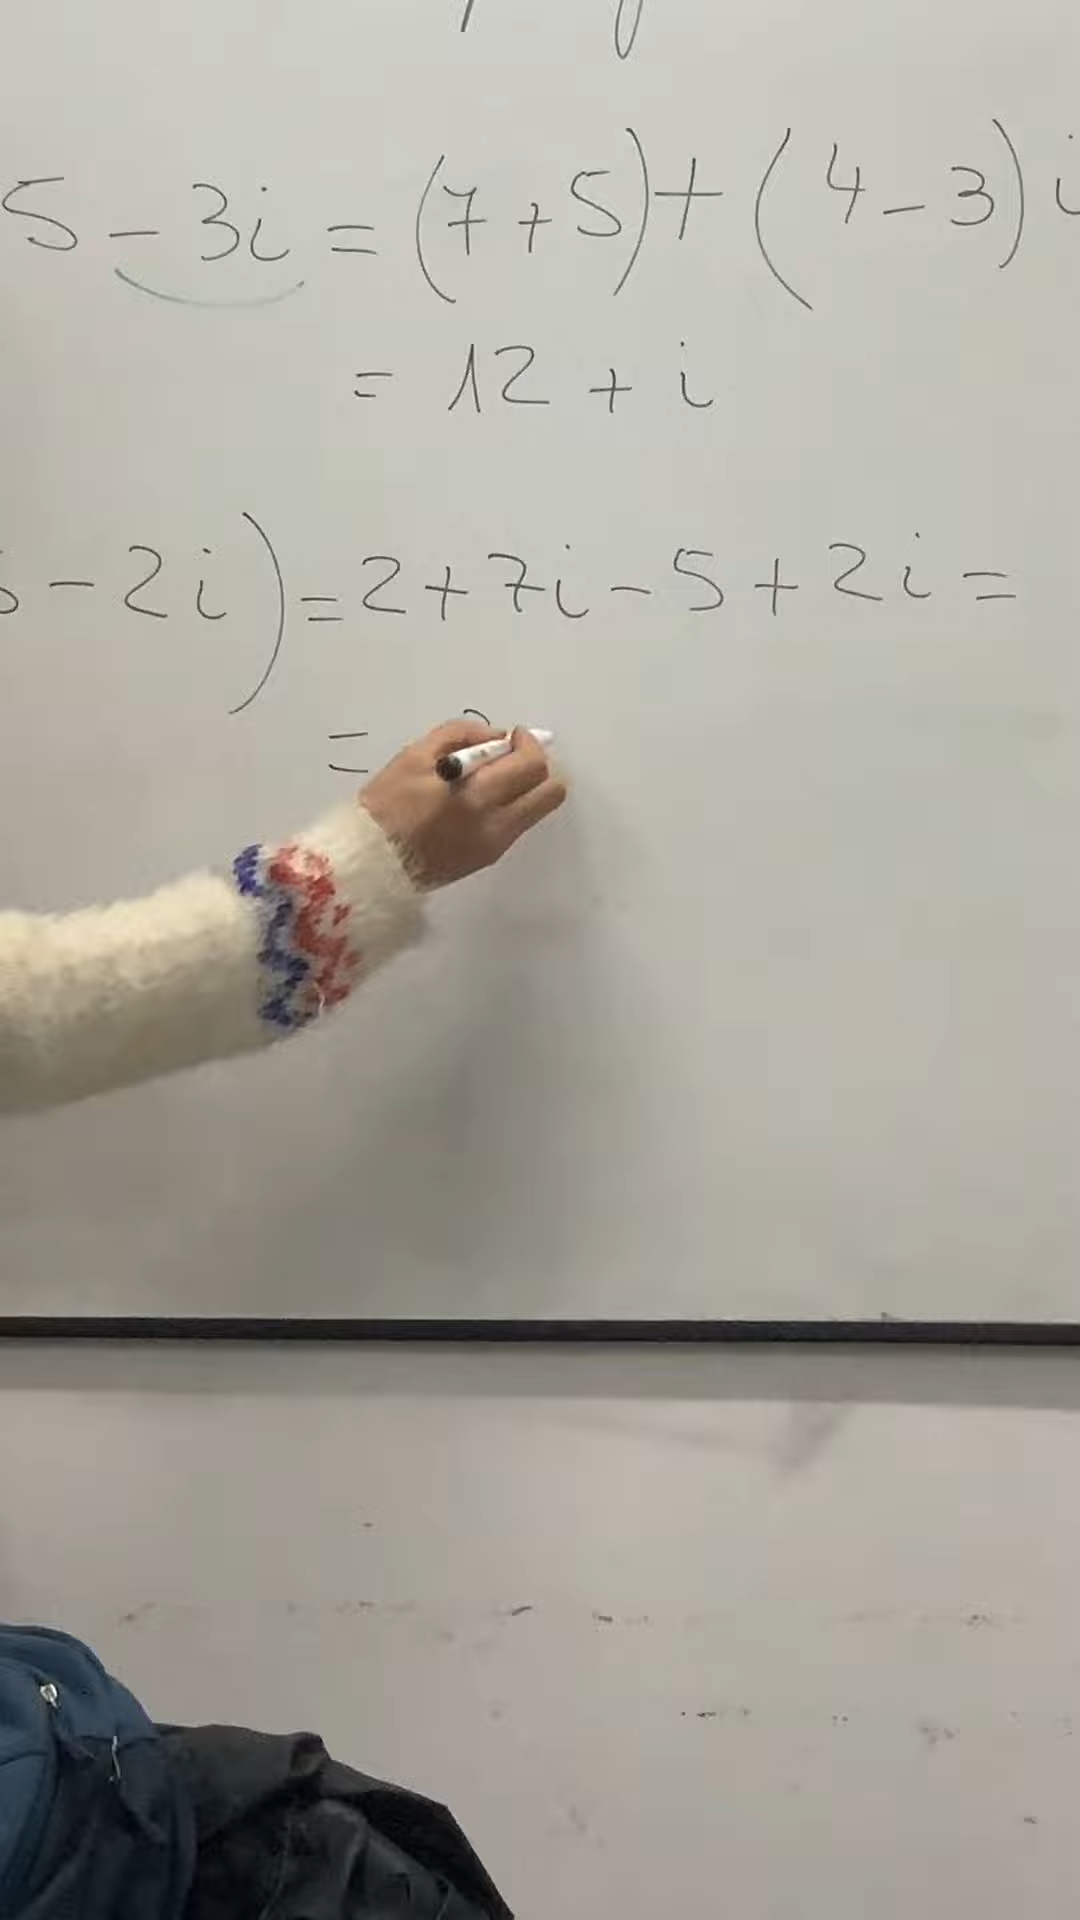 5 - 3i = (7 + 5) + (4 - 3) i
= 12 + i
- 2i) = 2 + 7i - 5 + 2i =
=